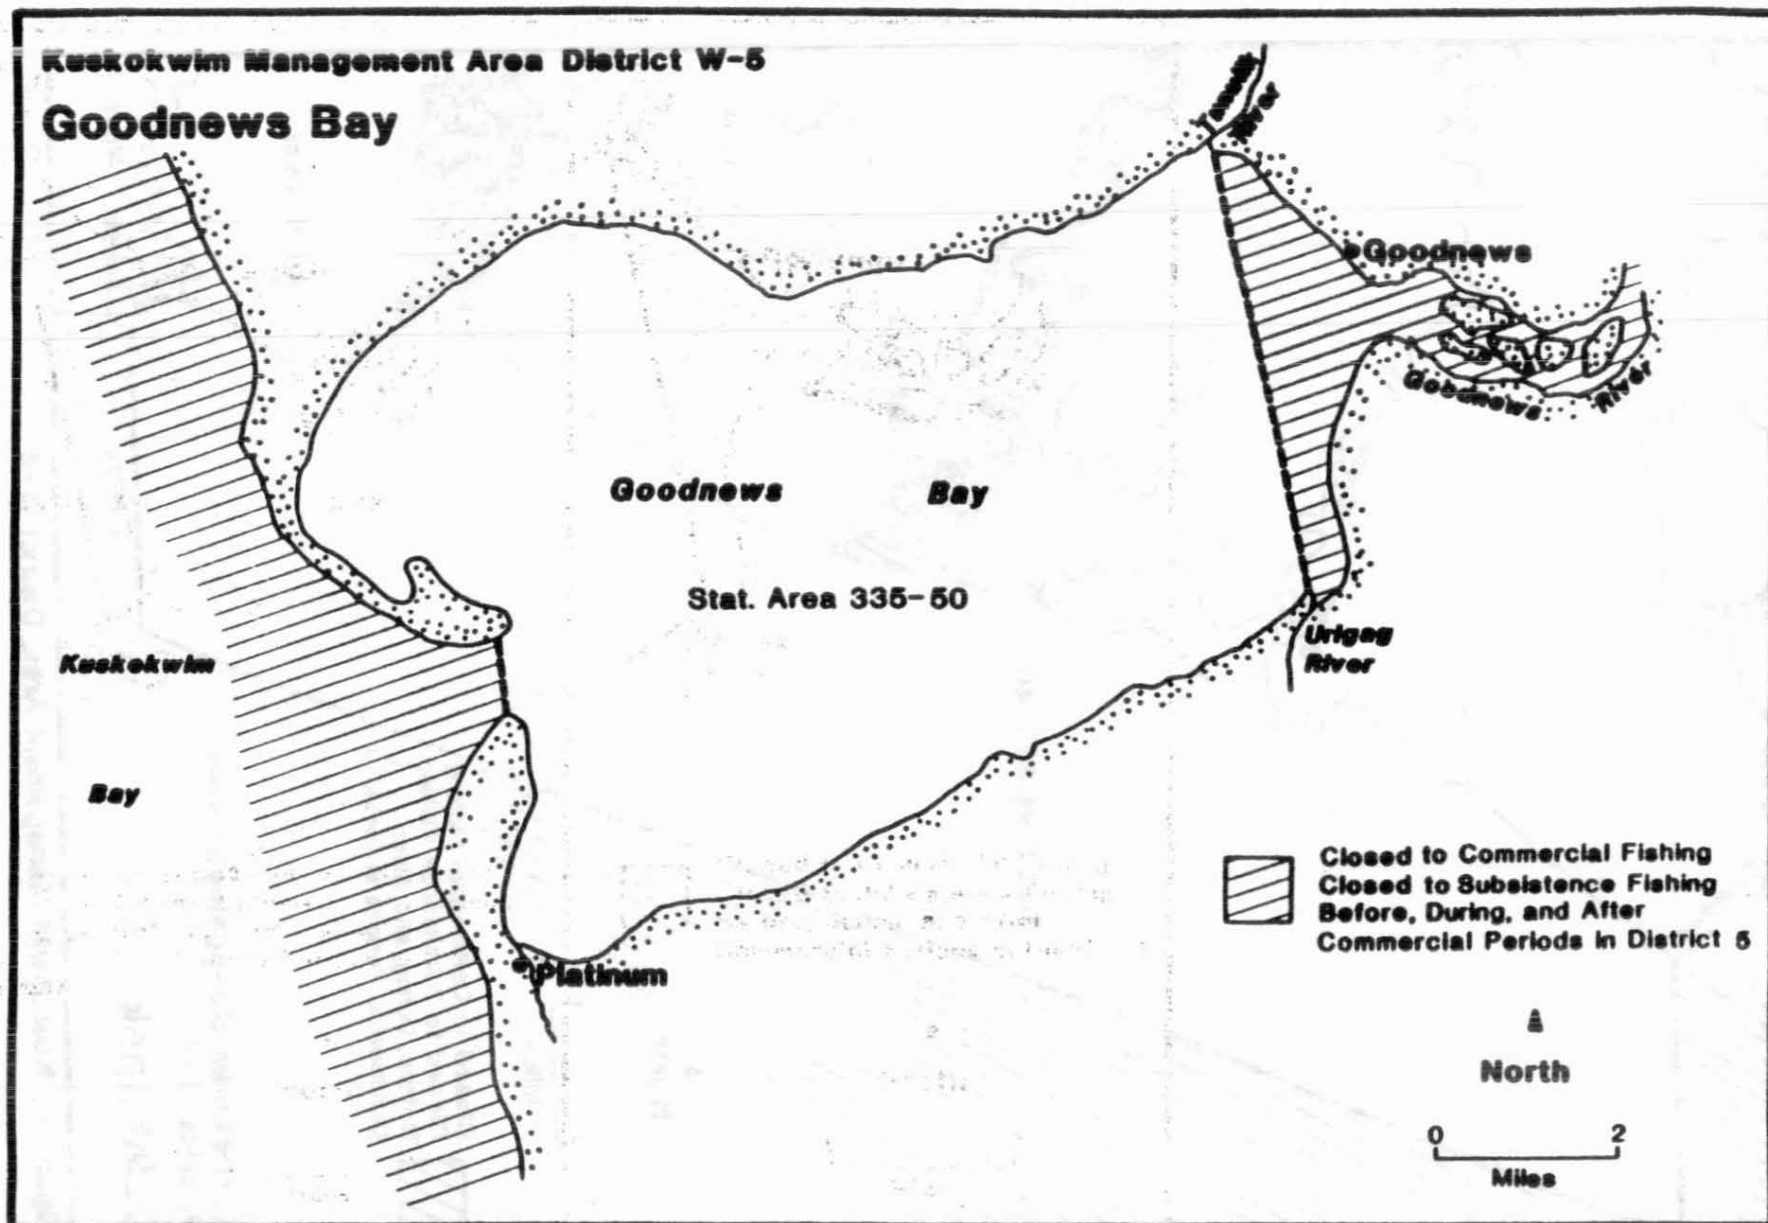 Kuskokwim Management Area District W-5
Goodnews Bay
River
Goodnews
Goodnews River
Goodnews Bay
Stat. Area 335-50
Urigag
River
Kuskokwim
Bay
Platinum
Closed to Commercial Fishing
Closed to Subsistence Fishing
Before, During, and After
Commercial Periods in District 5
North
0 2
Miles